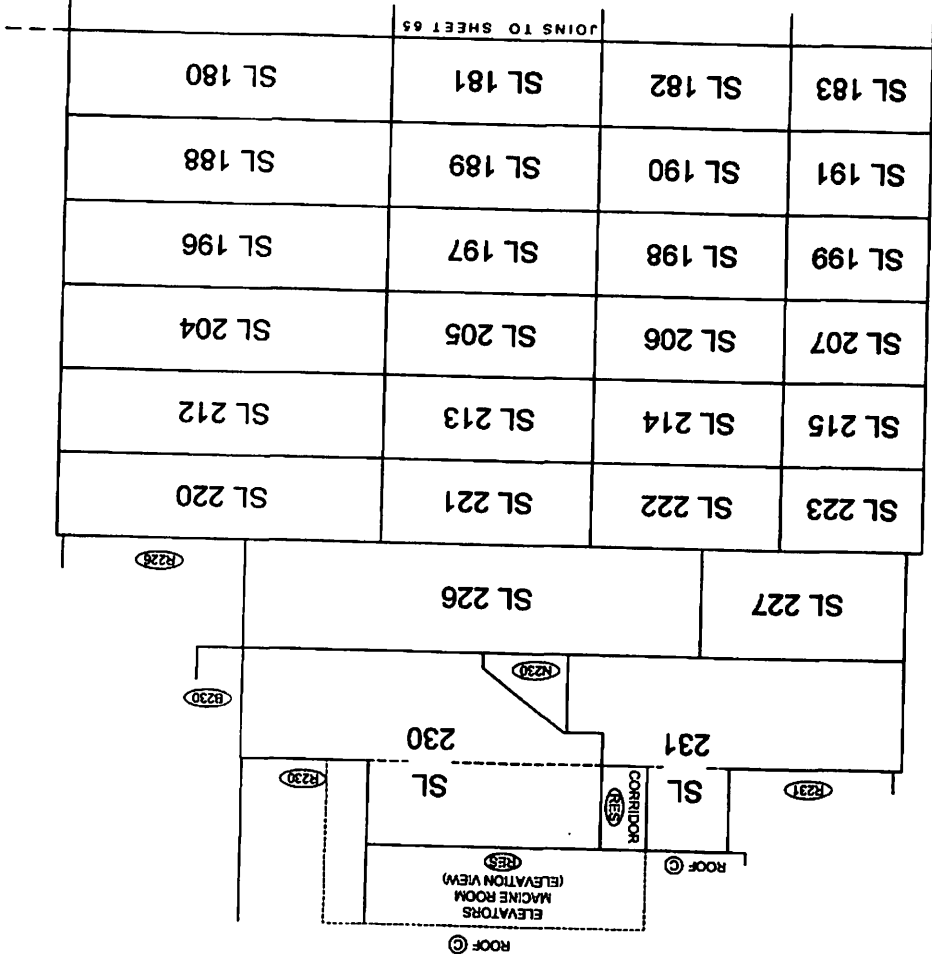 ROOF Ⓒ
ELEVATORS
MACINE ROOM
(ELEVATION VIEW)
RES
ROOF Ⓒ
R231
SL
231
CORRIDOR
RES
SL
230
R230
B230
N230
SL 227 SL 226
R226
SL 223 SL 222 SL 221 SL 220
SL 215 SL 214 SL 213 SL 212
SL 207 SL 206 SL 205 SL 204
SL 199 SL 198 SL 197 SL 196
SL 191 SL 190 SL 189 SL 188
SL 183 SL 182 SL 181 SL 180
JOINS TO SHEET 65